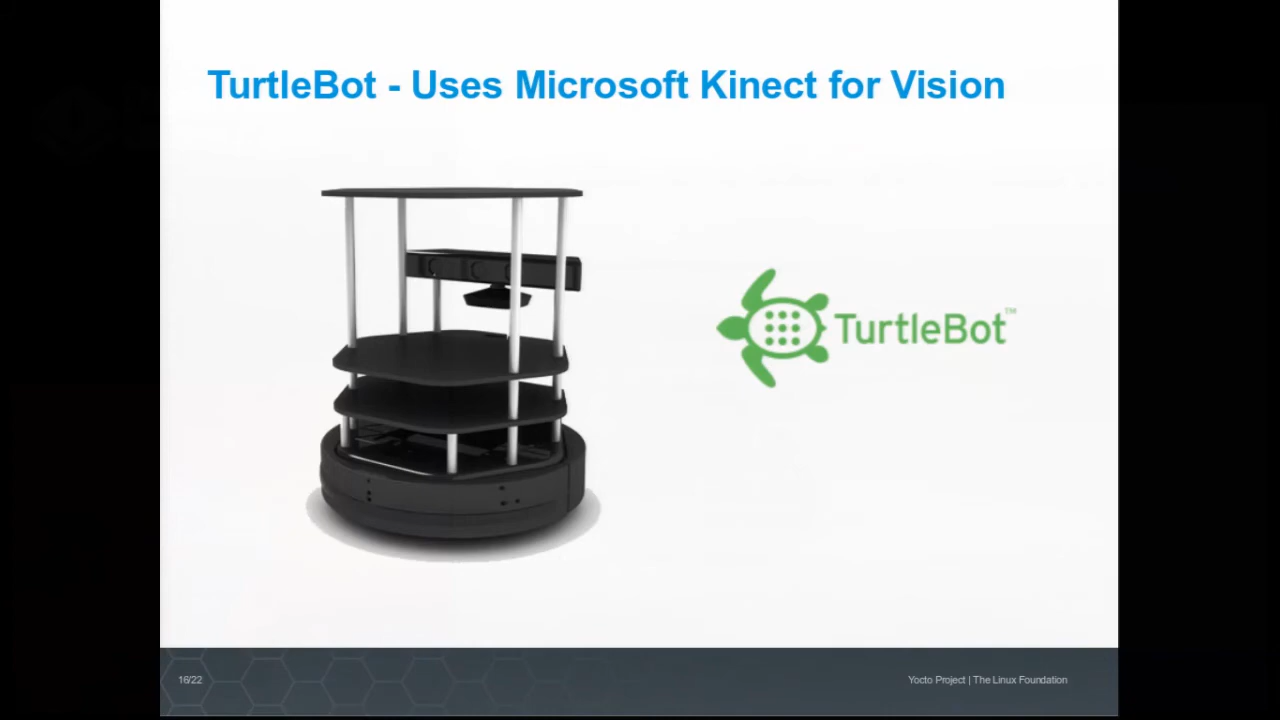 TurtleBot - Uses Microsoft Kinect for Vision
TurtleBot™
16/22
Yocto Project | The Linux Foundation